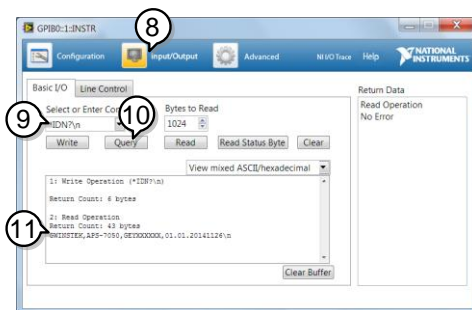 8
GPIB0::1::INSTR
Configuration
Input/Output
Advanced
NI I/O Trace
Help
NATIONAL
INSTRUMENTS
Basic I/O
Line Control
Return Data
10
Select or Enter Co
Bytes to Read
Read Operation
No Error
9
*IDN?\n
1024
Write
Query
Read
Read Status Byte
Clear
View mixed ASCII/hexadecimal
1: Write Operation (*IDN?\n)
Return Count: 6 bytes
2: Read Operation
11
Return Count: 43 bytes
GWINSTEK,APS-7050,GETXXXXXX,01.01.20141126\n
Clear Buffer